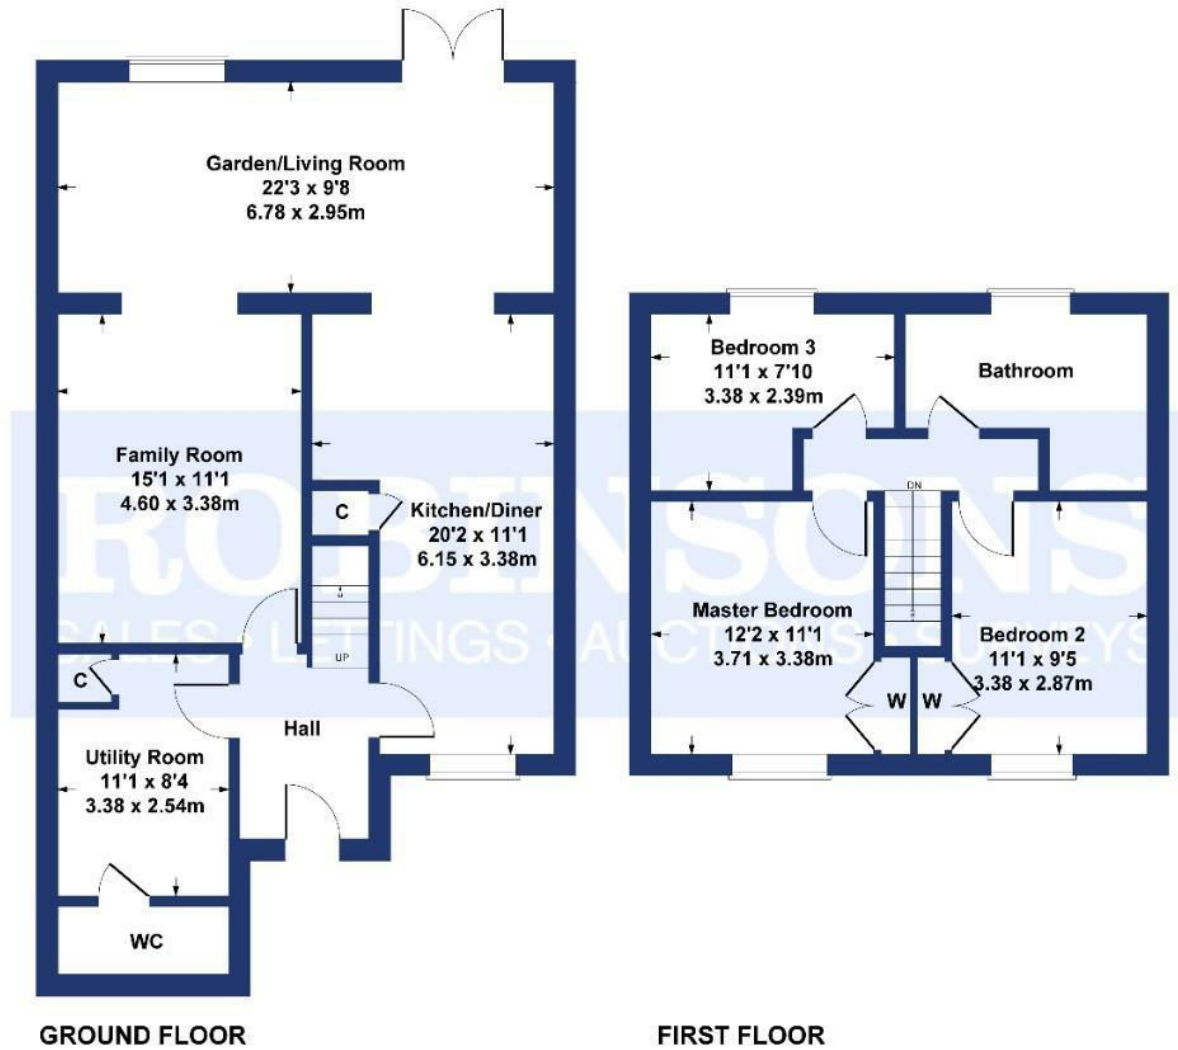 Garden/Living Room
22'3 x 9'8
6.78 x 2.95m
Family Room
15'1 x 11'1
4.60 x 3.38m
C
Kitchen/Diner
20'2 x 11'1
6.15 x 3.38m
UP
C
Hall
Utility Room
11'1 x 8'4
3.38 x 2.54m
WC
GROUND FLOOR
Bedroom 3
11'1 x 7'10
3.38 x 2.39m
Bathroom
DN
Master Bedroom
12'2 x 11'1
3.71 x 3.38m
Bedroom 2
11'1 x 9'5
3.38 x 2.87m
W
W
FIRST FLOOR
ROBINSONS
SALES • LETTINGS • AUCTIONS • SURVEYS